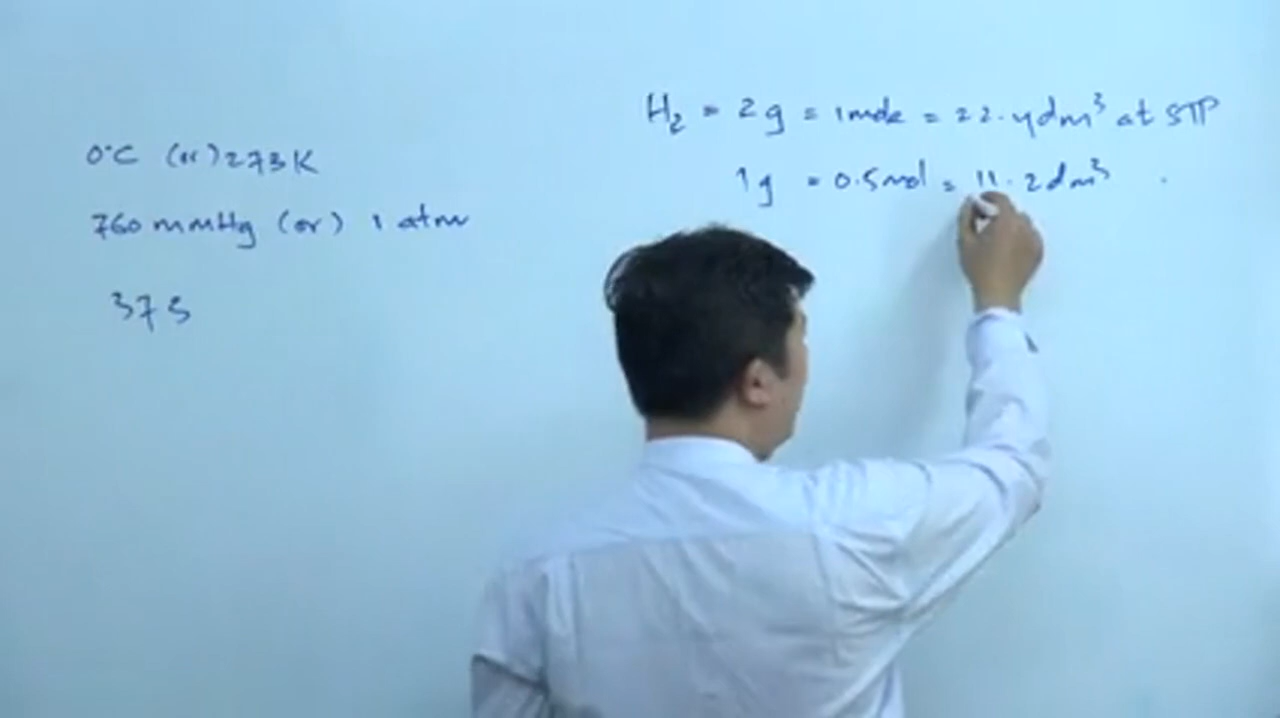 0°C (or) 273K
760 mmHg (or) 1 atm
373
H₂ = 2g = 1mole = 22.4dm³ at STP
1g = 0.5mol = 11.2dm³